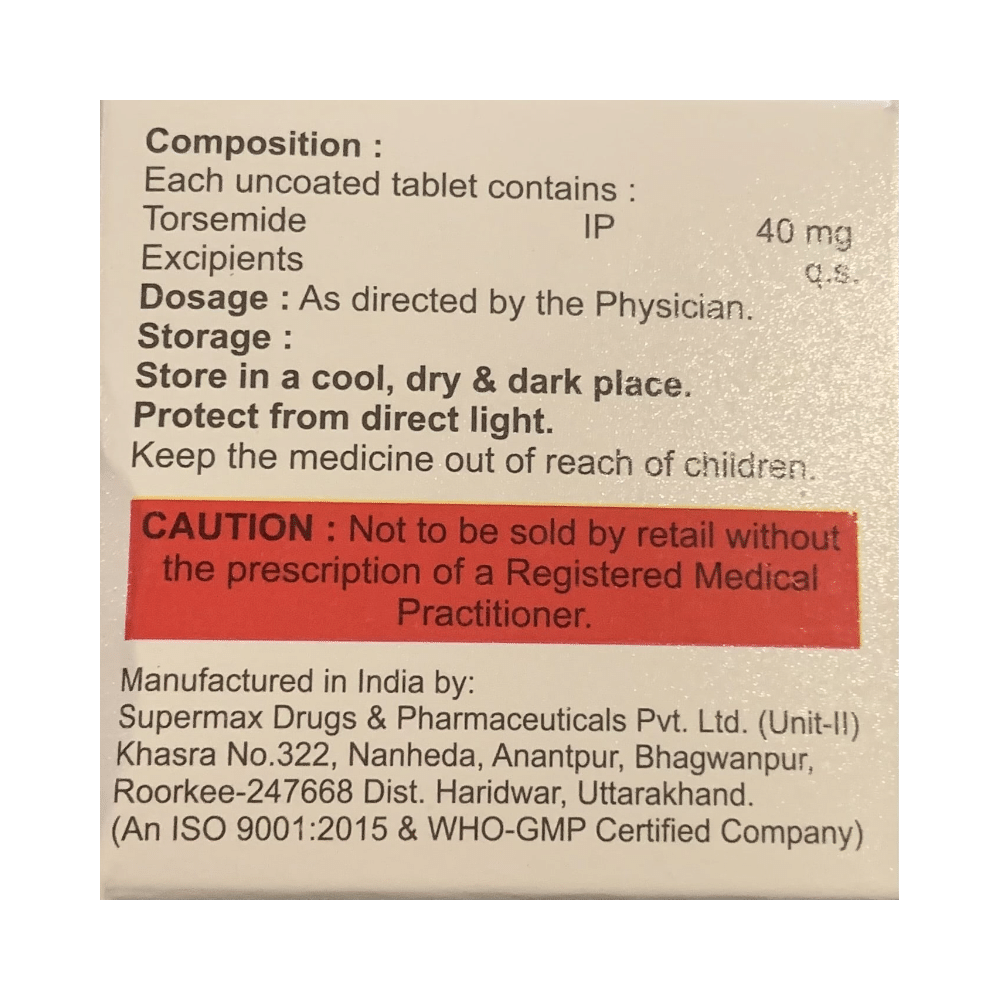 Composition :
Each uncoated tablet contains :
Torsemide IP 40 mg
Excipients q.s.
Dosage : As directed by the Physician.
Storage :
Store in a cool, dry & dark place.
Protect from direct light.
Keep the medicine out of reach of children.
CAUTION : Not to be sold by retail without
the prescription of a Registered Medical
Practitioner.
Manufactured in India by:
Supermax Drugs & Pharmaceuticals Pvt. Ltd. (Unit-II)
Khasra No.322, Nanheda, Anantpur, Bhagwanpur,
Roorkee-247668 Dist. Haridwar, Uttarakhand.
(An ISO 9001:2015 & WHO-GMP Certified Company)